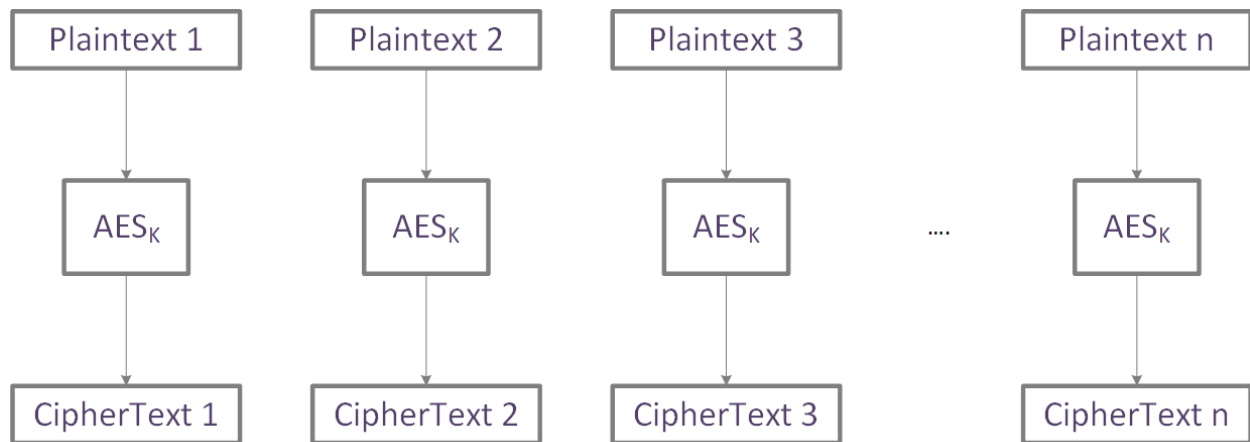 Plaintext 1 Plaintext 2 Plaintext 3 Plaintext n
AESK AESK AESK .... AESK
CipherText 1 CipherText 2 CipherText 3 CipherText n